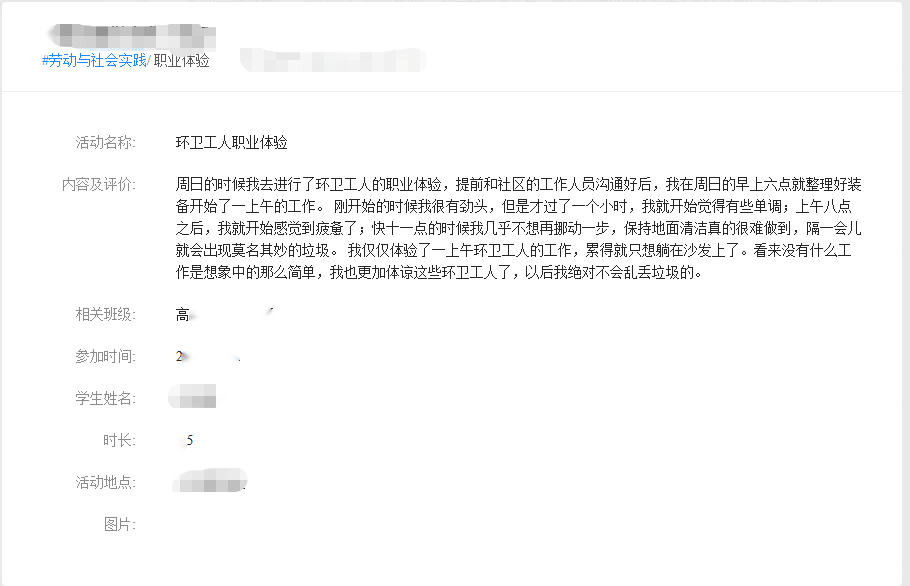 #劳动与社会实践/ 职业体验
活动名称: 环卫工人职业体验
内容及评价: 周日的时候我去进行了环卫工人的职业体验，提前和社区的工作人员沟通好后，我在周日的早上六点就整理好装
备开始了一上午的工作。 刚开始的时候我很有劲头，但是才过了一个小时，我就开始觉得有些单调；上午八点
之后，我就开始感觉到疲惫了；快十一点的时候我几乎不想再挪动一步，保持地面清洁真的很难做到，隔一会儿
就会出现莫名其妙的垃圾。 我仅仅体验了一上午环卫工人的工作，累得就只想躺在沙发上了。看来没有什么工
作是想象中的那么简单，我也更加体谅这些环卫工人了，以后我绝对不会乱丢垃圾的。
相关班级: 高
参加时间: 2
学生姓名:
时长: 5
活动地点:
图片: